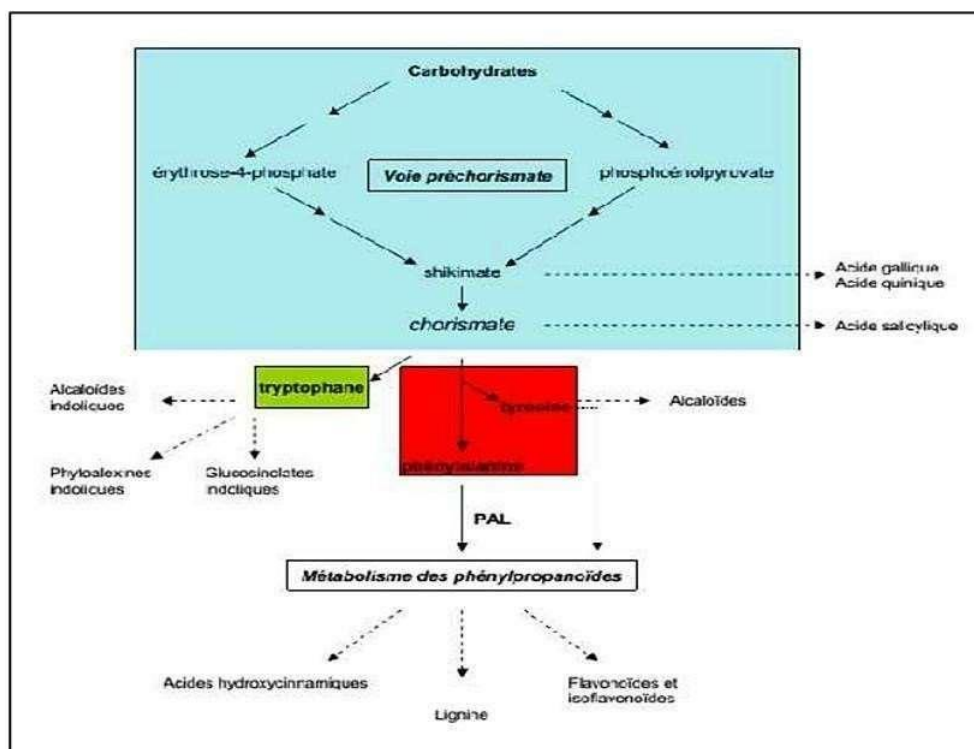 Carbohydrates
érythrose-4-phosphate
Voie préchorismate
phosphoénolpyruvate
shikimate
Acide gallique
Acide quinique
chorismate
Acide salicylique
tryptophane
Alcaloïdes
indoliques
tyrosine
Alcaloïdes
phénylalanine
Phytoalexines
indoliques
Glucosinolates
indoliques
PAL
Métabolisme des phénylpropanoïdes
Acides hydroxycinnamiques
Lignine
Flavonoïdes et
isoflavonoïdes